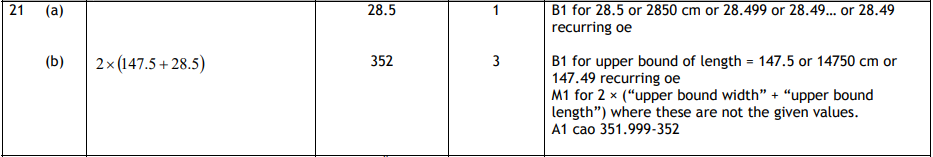 21 (a) 28.5 1 B1 for 28.5 or 2850 cm or 28.499 or 28.49… or 28.49
recurring oe
(b) 2×(147.5+28.5) 352 3 B1 for upper bound of length = 147.5 or 14750 cm or
147.49 recurring oe
M1 for 2 × (“upper bound width” + “upper bound
length”) where these are not the given values.
A1 cao 351.999-352